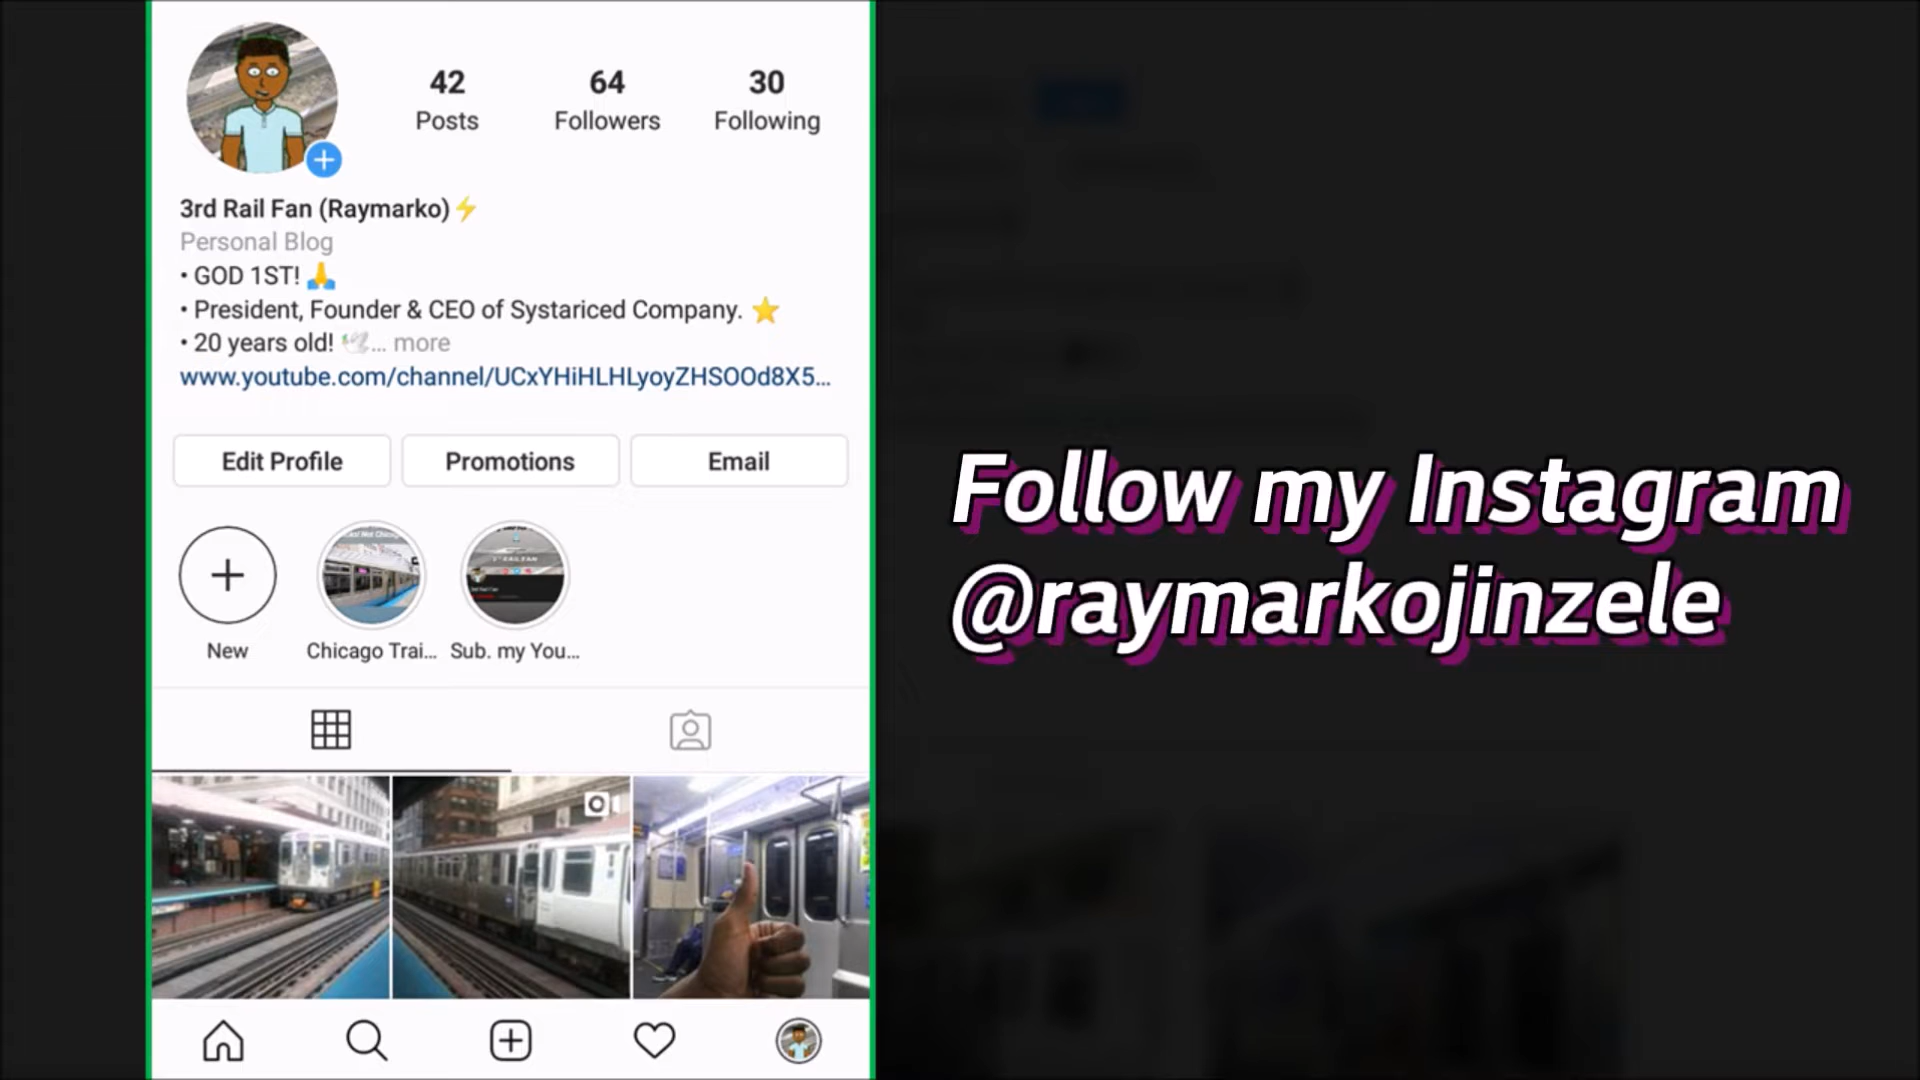 42 64 30
Posts Followers Following
3rd Rail Fan (Raymarko)⚡
Personal Blog
• GOD 1ST! 🙏
• President, Founder & CEO of Systariced Company. ⭐
• 20 years old! 🕊... more
www.youtube.com/channel/UCxYHiHLHLyoyZHSOOd8X5...
Edit Profile Promotions Email
New Chicago Trai... Sub. my You...
Follow my Instagram
@raymarkojinzele